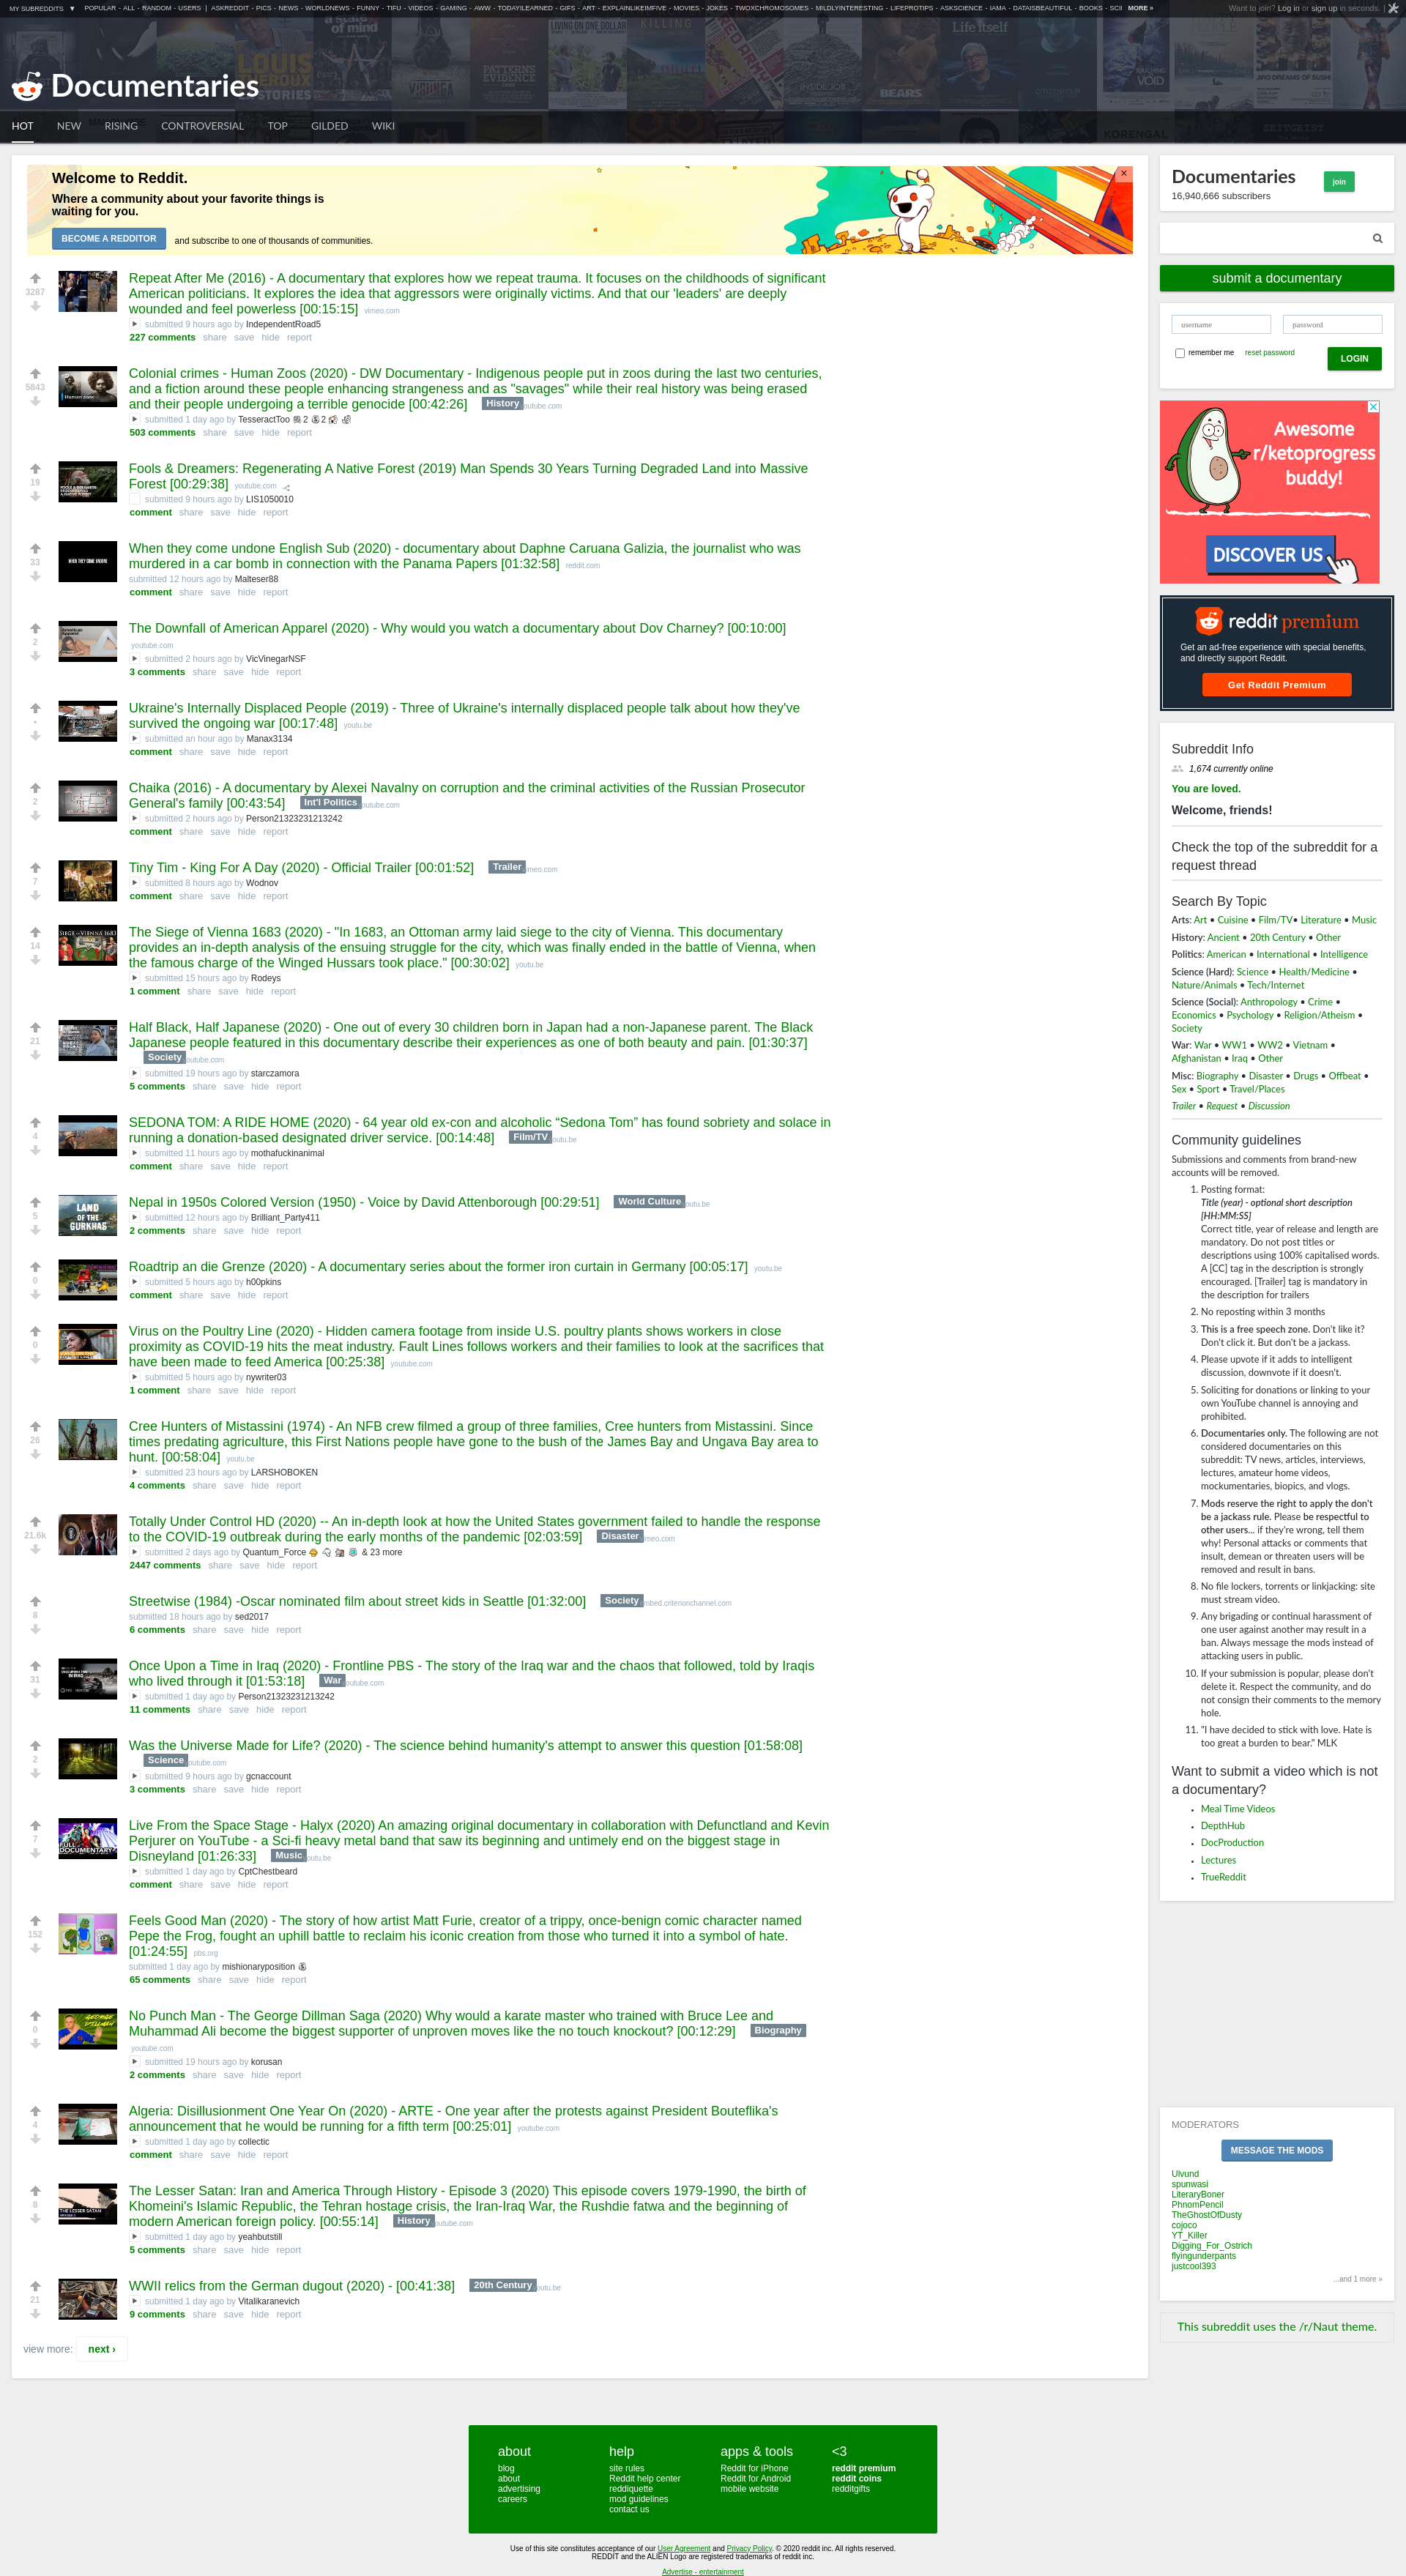 MY SUBREDDITS ▼ POPULAR - ALL - RANDOM - USERS | ASKREDDIT - PICS - NEWS - WORLDNEWS - FUNNY - TIFU - VIDEOS - GAMING - AWW - TODAYILEARNED - GIFS - ART - EXPLAINLIKEIMFIVE - MOVIES - JOKES - TWOXCHROMOSOMES - MILDLYINTERESTING - LIFEPROTIPS - ASKSCIENCE - IAMA - DATAISBEAUTIFUL - BOOKS - SCI MORE »
Want to join? Log in or sign up in seconds. |
Documentaries
HOT NEW RISING CONTROVERSIAL TOP GILDED WIKI
Welcome to Reddit.
Where a community about your favorite things is
waiting for you.
BECOME A REDDITOR and subscribe to one of thousands of communities.
×
3287
Repeat After Me (2016) - A documentary that explores how we repeat trauma. It focuses on the childhoods of significant
American politicians. It explores the idea that aggressors were originally victims. And that our 'leaders' are deeply
wounded and feel powerless [00:15:15] vimeo.com
submitted 9 hours ago by IndependentRoad5
227 comments share save hide report
5843
Colonial crimes - Human Zoos (2020) - DW Documentary - Indigenous people put in zoos during the last two centuries,
and a fiction around these people enhancing strangeness and as "savages" while their real history was being erased
and their people undergoing a terrible genocide [00:42:26] History outube.com
submitted 1 day ago by TesseractToo 2 2
503 comments share save hide report
19
Fools & Dreamers: Regenerating A Native Forest (2019) Man Spends 30 Years Turning Degraded Land into Massive
Forest [00:29:38] youtube.com
submitted 9 hours ago by LIS1050010
comment share save hide report
33
When they come undone English Sub (2020) - documentary about Daphne Caruana Galizia, the journalist who was
murdered in a car bomb in connection with the Panama Papers [01:32:58] reddit.com
submitted 12 hours ago by Malteser88
comment share save hide report
2
The Downfall of American Apparel (2020) - Why would you watch a documentary about Dov Charney? [00:10:00]
youtube.com
submitted 2 hours ago by VicVinegarNSF
3 comments share save hide report
•
Ukraine's Internally Displaced People (2019) - Three of Ukraine's internally displaced people talk about how they've
survived the ongoing war [00:17:48] youtu.be
submitted an hour ago by Manax3134
comment share save hide report
2
Chaika (2016) - A documentary by Alexei Navalny on corruption and the criminal activities of the Russian Prosecutor
General's family [00:43:54] Int'l Politics outube.com
submitted 2 hours ago by Person21323231213242
comment share save hide report
7
Tiny Tim - King For A Day (2020) - Official Trailer [00:01:52] Trailer imeo.com
submitted 8 hours ago by Wodnov
comment share save hide report
14
The Siege of Vienna 1683 (2020) - "In 1683, an Ottoman army laid siege to the city of Vienna. This documentary
provides an in-depth analysis of the ensuing struggle for the city, which was finally ended in the battle of Vienna, when
the famous charge of the Winged Hussars took place." [00:30:02] youtu.be
submitted 15 hours ago by Rodeys
1 comment share save hide report
21
Half Black, Half Japanese (2020) - One out of every 30 children born in Japan had a non-Japanese parent. The Black
Japanese people featured in this documentary describe their experiences as one of both beauty and pain. [01:30:37]
Society outube.com
submitted 19 hours ago by starczamora
5 comments share save hide report
4
SEDONA TOM: A RIDE HOME (2020) - 64 year old ex-con and alcoholic “Sedona Tom” has found sobriety and solace in
running a donation-based designated driver service. [00:14:48] Film/TV outu.be
submitted 11 hours ago by mothafuckinanimal
comment share save hide report
5
LAND OF THE GURKHAS
Nepal in 1950s Colored Version (1950) - Voice by David Attenborough [00:29:51] World Culture outu.be
submitted 12 hours ago by Brilliant_Party411
2 comments share save hide report
0
Roadtrip an die Grenze (2020) - A documentary series about the former iron curtain in Germany [00:05:17] youtu.be
submitted 5 hours ago by h00pkins
comment share save hide report
0
Virus on the Poultry Line (2020) - Hidden camera footage from inside U.S. poultry plants shows workers in close
proximity as COVID-19 hits the meat industry. Fault Lines follows workers and their families to look at the sacrifices that
have been made to feed America [00:25:38] youtube.com
submitted 5 hours ago by nywriter03
1 comment share save hide report
26
Cree Hunters of Mistassini (1974) - An NFB crew filmed a group of three families, Cree hunters from Mistassini. Since
times predating agriculture, this First Nations people have gone to the bush of the James Bay and Ungava Bay area to
hunt. [00:58:04] youtu.be
submitted 23 hours ago by LARSHOBOKEN
4 comments share save hide report
21.6k
Totally Under Control HD (2020) -- An in-depth look at how the United States government failed to handle the response
to the COVID-19 outbreak during the early months of the pandemic [02:03:59] Disaster imeo.com
submitted 2 days ago by Quantum_Force & 23 more
2447 comments share save hide report
8
Streetwise (1984) -Oscar nominated film about street kids in Seattle [01:32:00] Society mbed.criterionchannel.com
submitted 18 hours ago by sed2017
6 comments share save hide report
31
Once Upon a Time in Iraq (2020) - Frontline PBS - The story of the Iraq war and the chaos that followed, told by Iraqis
who lived through it [01:53:18] War outube.com
submitted 1 day ago by Person21323231213242
11 comments share save hide report
2
Was the Universe Made for Life? (2020) - The science behind humanity's attempt to answer this question [01:58:08]
Science outube.com
submitted 9 hours ago by gcnaccount
3 comments share save hide report
7
FULL DOCUMENTARY
Live From the Space Stage - Halyx (2020) An amazing original documentary in collaboration with Defunctland and Kevin
Perjurer on YouTube - a Sci-fi heavy metal band that saw its beginning and untimely end on the biggest stage in
Disneyland [01:26:33] Music outu.be
submitted 1 day ago by CptChestbeard
comment share save hide report
152
Feels Good Man (2020) - The story of how artist Matt Furie, creator of a trippy, once-benign comic character named
Pepe the Frog, fought an uphill battle to reclaim his iconic creation from those who turned it into a symbol of hate.
[01:24:55] pbs.org
submitted 1 day ago by mishionaryposition
65 comments share save hide report
0
GEORGE DILLMAN
No Punch Man - The George Dillman Saga (2020) Why would a karate master who trained with Bruce Lee and
Muhammad Ali become the biggest supporter of unproven moves like the no touch knockout? [00:12:29] Biography
youtube.com
submitted 19 hours ago by korusan
2 comments share save hide report
4
Algeria: Disillusionment One Year On (2020) - ARTE - One year after the protests against President Bouteflika's
announcement that he would be running for a fifth term [00:25:01] youtube.com
submitted 1 day ago by collectic
comment share save hide report
8
THE LESSER SATAN
The Lesser Satan: Iran and America Through History - Episode 3 (2020) This episode covers 1979-1990, the birth of
Khomeini's Islamic Republic, the Tehran hostage crisis, the Iran-Iraq War, the Rushdie fatwa and the beginning of
modern American foreign policy. [00:55:14] History outube.com
submitted 1 day ago by yeahbutstill
5 comments share save hide report
21
WWII relics from the German dugout (2020) - [00:41:38] 20th Century outu.be
submitted 1 day ago by Vitalikaranevich
9 comments share save hide report
view more: next ›
Documentaries join
16,940,666 subscribers
submit a documentary
username password
remember me reset password LOGIN
Awesome
r/ketoprogress
buddy!
DISCOVER US
reddit premium
Get an ad-free experience with special benefits,
and directly support Reddit.
Get Reddit Premium
Subreddit Info
1,674 currently online
You are loved.
Welcome, friends!
Check the top of the subreddit for a
request thread
Search By Topic
Arts: Art • Cuisine • Film/TV• Literature • Music
History: Ancient • 20th Century • Other
Politics: American • International • Intelligence
Science (Hard): Science • Health/Medicine •
Nature/Animals • Tech/Internet
Science (Social): Anthropology • Crime •
Economics • Psychology • Religion/Atheism •
Society
War: War • WW1 • WW2 • Vietnam •
Afghanistan • Iraq • Other
Misc: Biography • Disaster • Drugs • Offbeat •
Sex • Sport • Travel/Places
Trailer • Request • Discussion
Community guidelines
Submissions and comments from brand-new
accounts will be removed.
1. Posting format:
Title (year) - optional short description
[HH:MM:SS]
Correct title, year of release and length are
mandatory. Do not post titles or
descriptions using 100% capitalised words.
A [CC] tag in the description is strongly
encouraged. [Trailer] tag is mandatory in
the description for trailers
2. No reposting within 3 months
3. This is a free speech zone. Don't like it?
Don't click it. But don't be a jackass.
4. Please upvote if it adds to intelligent
discussion, downvote if it doesn't.
5. Soliciting for donations or linking to your
own YouTube channel is annoying and
prohibited.
6. Documentaries only. The following are not
considered documentaries on this
subreddit: TV news, articles, interviews,
lectures, amateur home videos,
mockumentaries, biopics, and vlogs.
7. Mods reserve the right to apply the don't
be a jackass rule. Please be respectful to
other users... if they're wrong, tell them
why! Personal attacks or comments that
insult, demean or threaten users will be
removed and result in bans.
8. No file lockers, torrents or linkjacking: site
must stream video.
9. Any brigading or continual harassment of
one user against another may result in a
ban. Always message the mods instead of
attacking users in public.
10. If your submission is popular, please don't
delete it. Respect the community, and do
not consign their comments to the memory
hole.
11. "I have decided to stick with love. Hate is
too great a burden to bear." MLK
Want to submit a video which is not
a documentary?
• Meal Time Videos
• DepthHub
• DocProduction
• Lectures
• TrueReddit
MODERATORS
MESSAGE THE MODS
Ulvund
spunwasi
LiteraryBoner
PhnomPencil
TheGhostOfDusty
cojoco
YT_Killer
Digging_For_Ostrich
flyingunderpants
justcool393
...and 1 more »
This subreddit uses the /r/Naut theme.
about
blog
about
advertising
careers
help
site rules
Reddit help center
reddiquette
mod guidelines
contact us
apps & tools
Reddit for iPhone
Reddit for Android
mobile website
<3
reddit premium
reddit coins
redditgifts
Use of this site constitutes acceptance of our User Agreement and Privacy Policy. © 2020 reddit inc. All rights reserved.
REDDIT and the ALIEN Logo are registered trademarks of reddit inc.
Advertise - entertainment